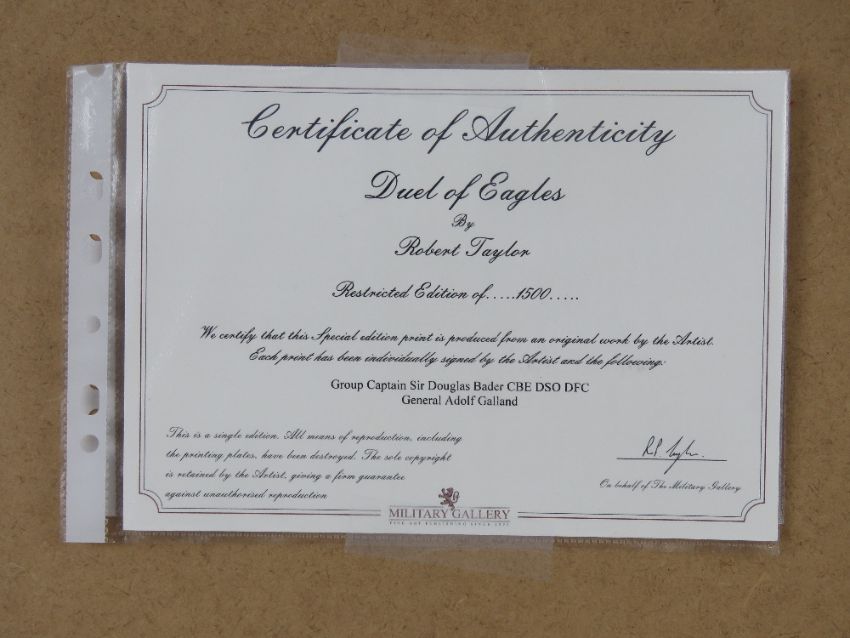 Certificate of Authenticity
Duel of Eagles
By
Robert Taylor
Restricted Edition of.....1500.....
We certify that this Special edition print is produced from an original work by the Artist.
Each print has been individually signed by the Artist and the following:
Group Captain Sir Douglas Bader CBE DSO DFC
General Adolf Galland
This is a single edition. All means of reproduction, including
the printing plates, have been destroyed. The sole copyright
is retained by the Artist, giving a firm guarantee
against unauthorised reproduction
On behalf of The Military Gallery
MILITARY GALLERY
FINE ART PUBLISHING SINCE